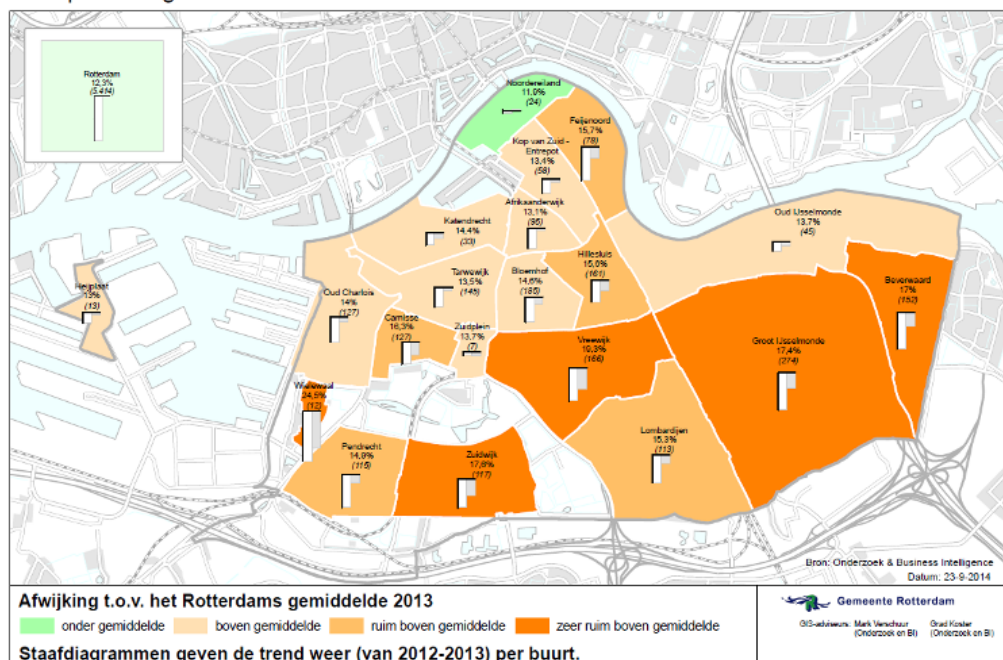 Rotterdam
12,3%
(5.414)
Noordereiland
11,0%
(24)
Feijenoord
15,7%
(78)
Kop van Zuid -
Entrepot
13,4%
(58)
Afrikaanderwijk
13,1%
(95)
Katendrecht
14,4%
(33)
Oud IJsselmonde
13,7%
(45)
Hillesluis
15,0%
(161)
Bloemhof
14,6%
(185)
Tarwewijk
13,5%
(145)
Beverwaard
17%
(152)
Heijplaat
13%
(13)
Oud Charlois
14%
(127)
Carnisse
16,3%
(127)
Zuidplein
13,7%
(7)
Vreewijk
19,3%
(166)
Groot IJsselmonde
17,4%
(274)
Wielewaal
24,5%
(12)
Lombardijen
15,3%
(113)
Pendrecht
14,9%
(115)
Zuidwijk
17,6%
(117)
Bron: Onderzoek & Business Intelligence
Datum: 23-9-2014
Afwijking t.o.v. het Rotterdams gemiddelde 2013
onder gemiddelde boven gemiddelde ruim boven gemiddelde zeer ruim boven gemiddelde
Staafdiagrammen geven de trend weer (van 2012-2013) per buurt.
Gemeente Rotterdam
GIS-adviseurs: Mark Verschuur Grad Koster
(Onderzoek en BI) (Onderzoek en BI)